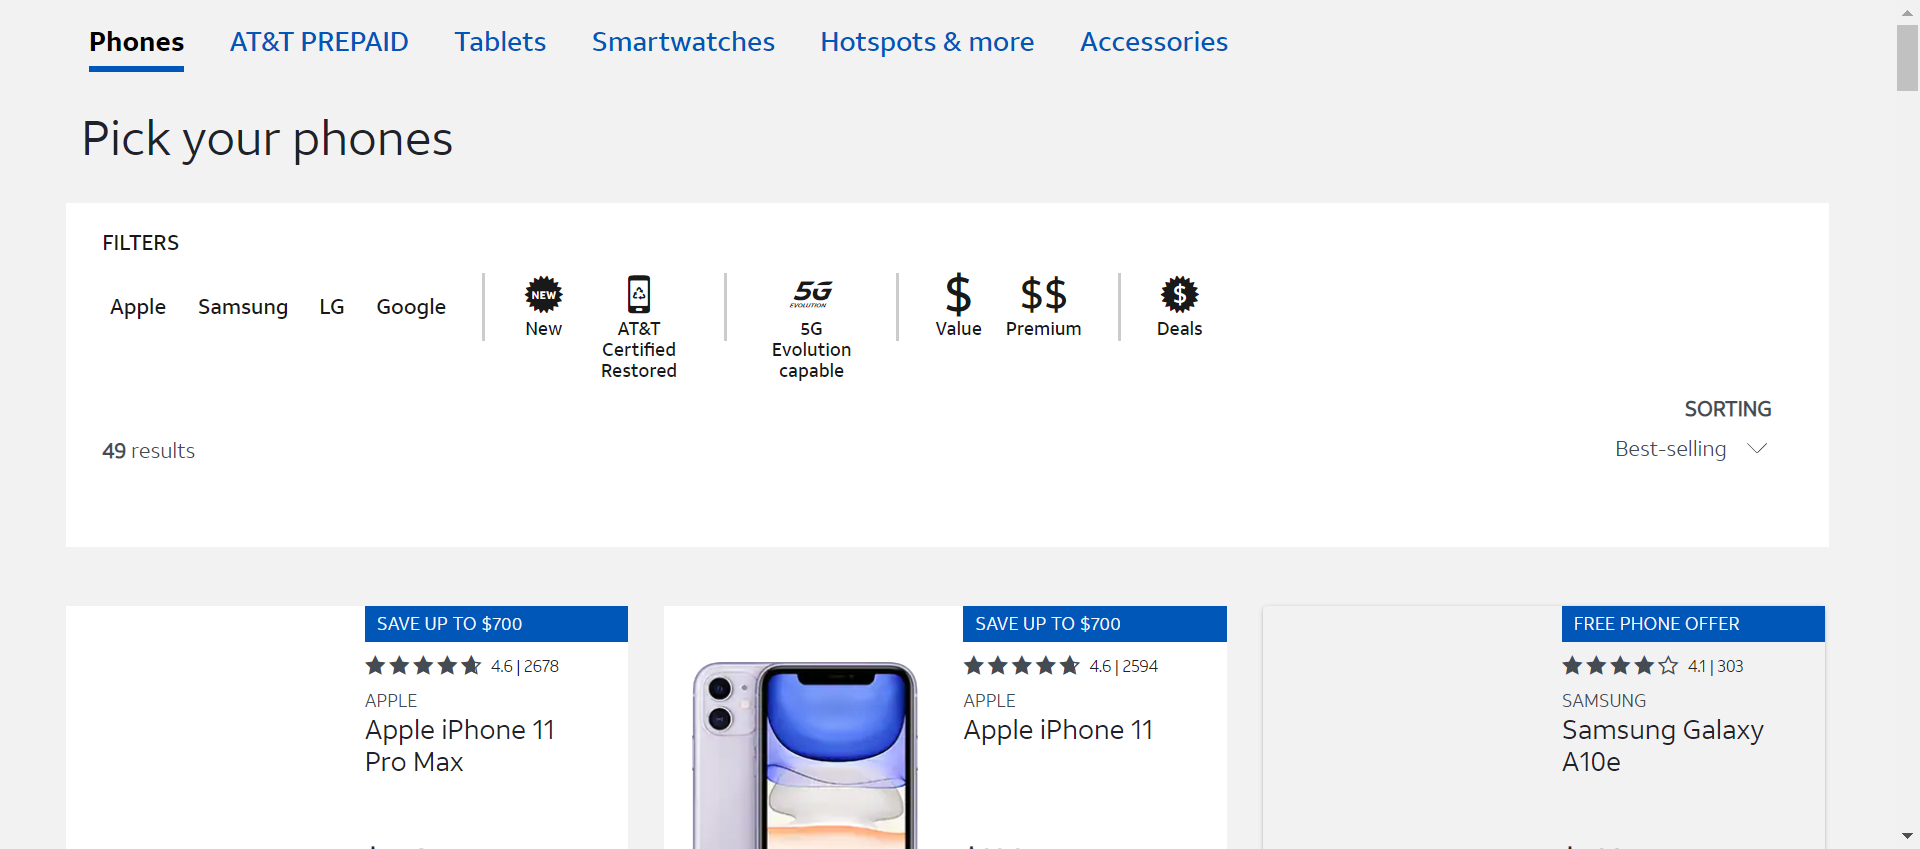 Phones AT&T PREPAID Tablets Smartwatches Hotspots & more Accessories
Pick your phones
FILTERS
Apple Samsung LG Google
NEW
New
AT&T
Certified
Restored
5G
EVOLUTION
5G
Evolution
capable
$
Value
$$
Premium
$
Deals
SORTING
49 results
Best-selling
SAVE UP TO $700
4.6 | 2678
APPLE
Apple iPhone 11
Pro Max
SAVE UP TO $700
4.6 | 2594
APPLE
Apple iPhone 11
FREE PHONE OFFER
4.1 | 303
SAMSUNG
Samsung Galaxy
A10e